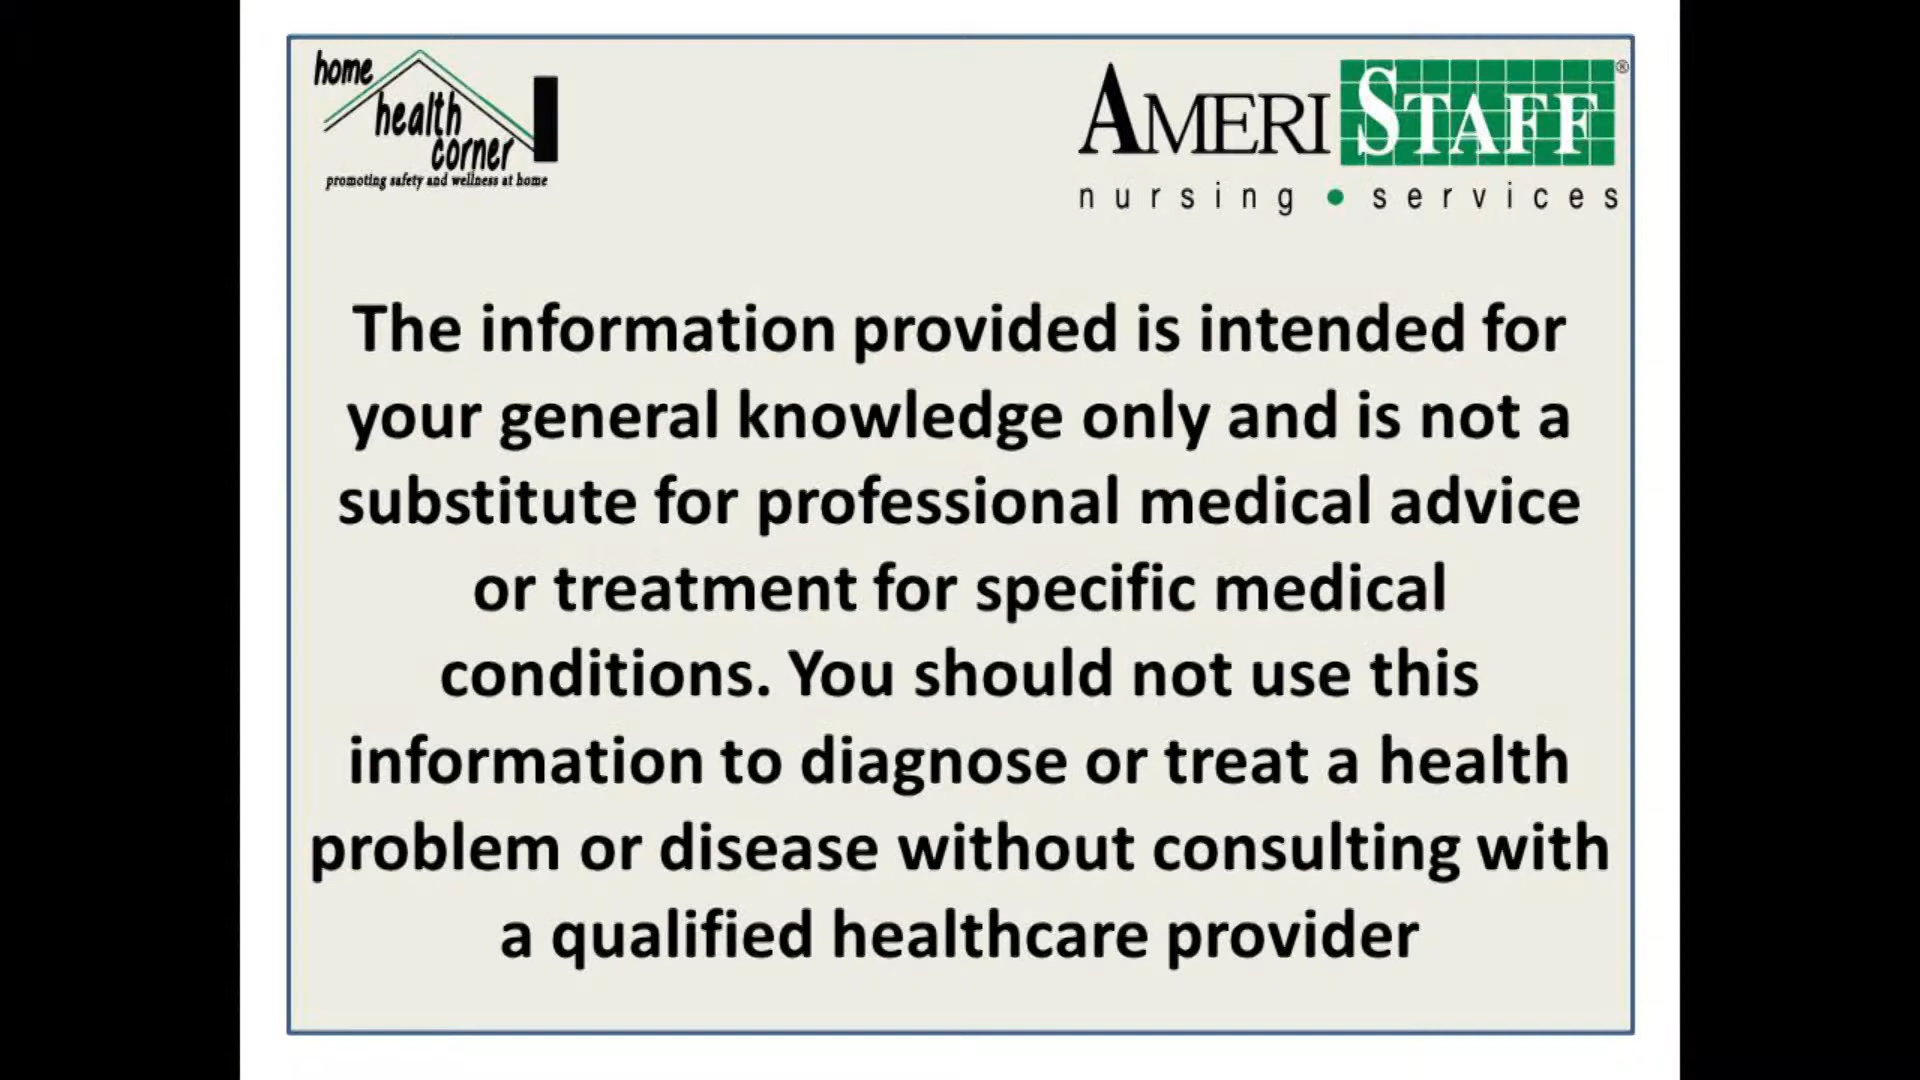 home
health
corner
promoting safety and wellness at home
AMERISTAFF®
nursing • services
The information provided is intended for
your general knowledge only and is not a
substitute for professional medical advice
or treatment for specific medical
conditions. You should not use this
information to diagnose or treat a health
problem or disease without consulting with
a qualified healthcare provider